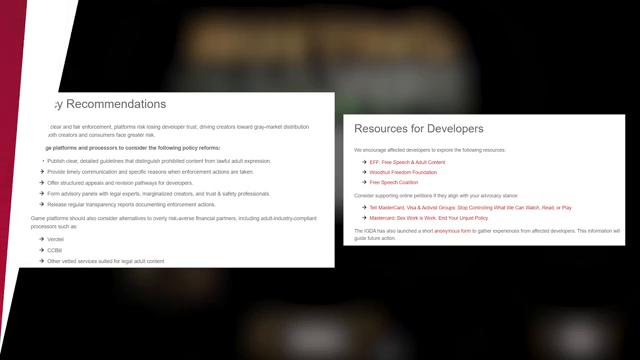 y Recommendations
clear and fair enforcement, platforms risk losing developer trust, driving creators toward gray-market distribution
oth creators and consumers face greater risk.
ge platforms and processors to consider the following policy reforms:
Publish clear, detailed guidelines that distinguish prohibited content from lawful adult expression.
Provide timely communication and specific reasons when enforcement actions are taken.
Offer structured appeals and revision pathways for developers.
Form advisory panels with legal experts, marginalized creators, and trust & safety professionals.
Release regular transparency reports documenting enforcement actions.
Game platforms should also consider alternatives to overly risk-averse financial partners, including adult-industry-compliant
processors such as:
Verotel
CCBill
Other vetted services suited for legal adult content
Resources for Developers
We encourage affected developers to explore the following resources:
EFF: Free Speech & Adult Content
Woodhull Freedom Foundation
Free Speech Coalition
Consider supporting online petitions if they align with your advocacy stance:
Tell MasterCard, Visa & Activist Groups: Stop Controlling What We Can Watch, Read, or Play
Mastercard: Sex Work is Work. End Your Unjust Policy
The IGDA has also launched a short anonymous form to gather experiences from affected developers. This information will
guide future action.